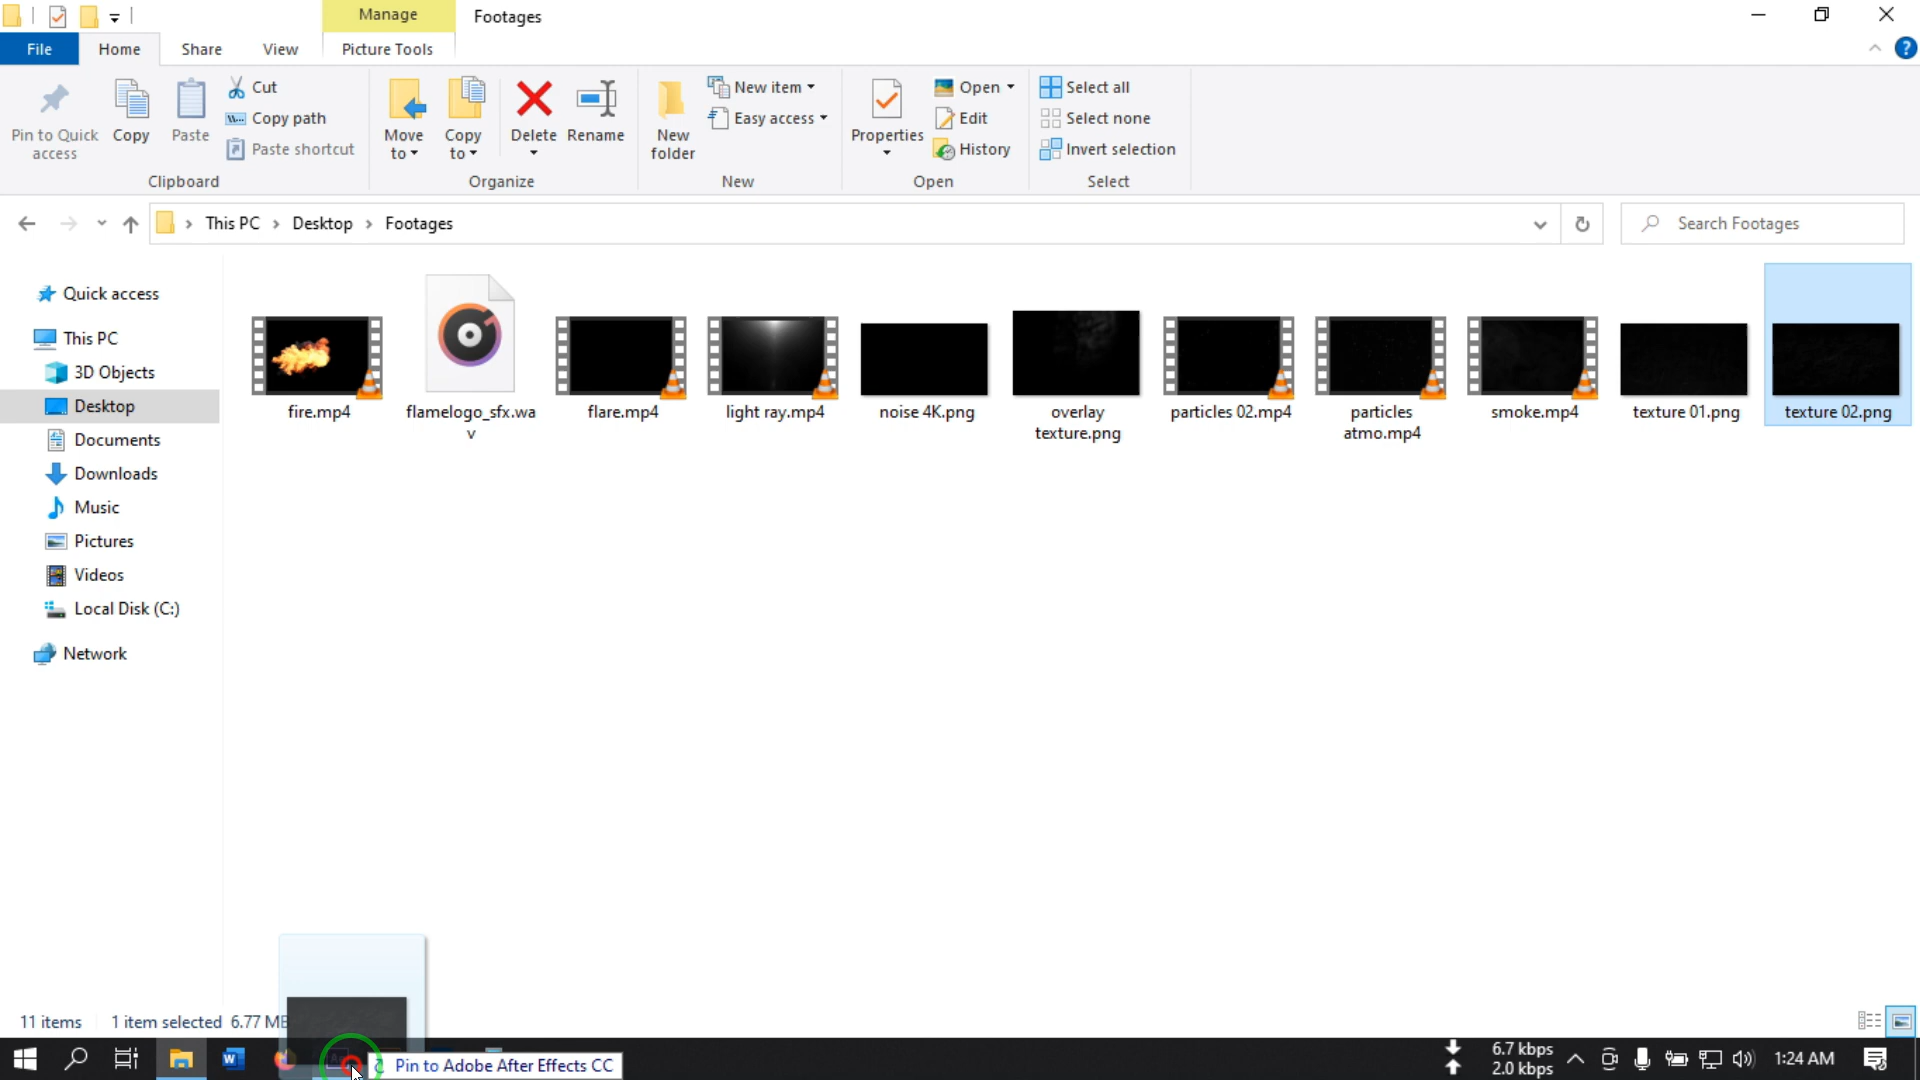 Manage
Footages
File
Home
Share
View
Picture Tools
Pin to Quick
access
Copy
Paste
Cut
Copy path
Paste shortcut
Clipboard
Move
to
Copy
to
Delete
Rename
Organize
New
folder
New item
Easy access
New
Properties
Open
Edit
History
Open
Select all
Select none
Invert selection
Select
This PC
Desktop
Footages
Search Footages
Quick access
This PC
3D Objects
Desktop
Documents
Downloads
Music
Pictures
Videos
Local Disk (C:)
Network
fire.mp4
flamelogo_sfx.wa
v
flare.mp4
light ray.mp4
noise 4K.png
overlay
texture.png
particles 02.mp4
particles
atmo.mp4
smoke.mp4
texture 01.png
texture 02.png
11 items
1 item selected 6.77 MB
Pin to Adobe After Effects CC
6.7 kbps
2.0 kbps
1:24 AM